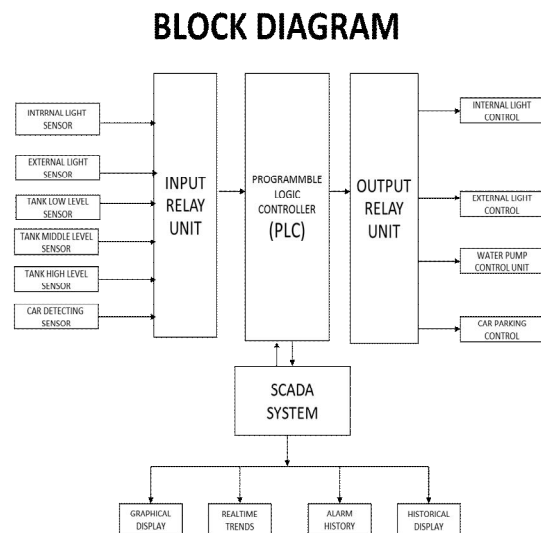 BLOCK DIAGRAM
INTRRNAL LIGHT
SENSOR
EXTERNAL LIGHT
SENSOR
TANK LOW LEVEL
SENSOR
TANK MIDDLE LEVEL
SENSOR
TANK HIGH LEVEL
SENSOR
CAR DETECTING
SENSOR
INPUT
RELAY
UNIT
PROGRAMMBLE
LOGIC
CONTROLLER
(PLC)
OUTPUT
RELAY
UNIT
INTERNAL LIGHT
CONTROL
EXTERNAL LIGHT
CONTROL
WATER PUMP
CONTROL UNIT
CAR PARKING
CONTROL
SCADA
SYSTEM
GRAPHICAL
DISPLAY
REALTIME
TRENDS
ALARM
HISTORY
HISTORICAL
DISPLAY